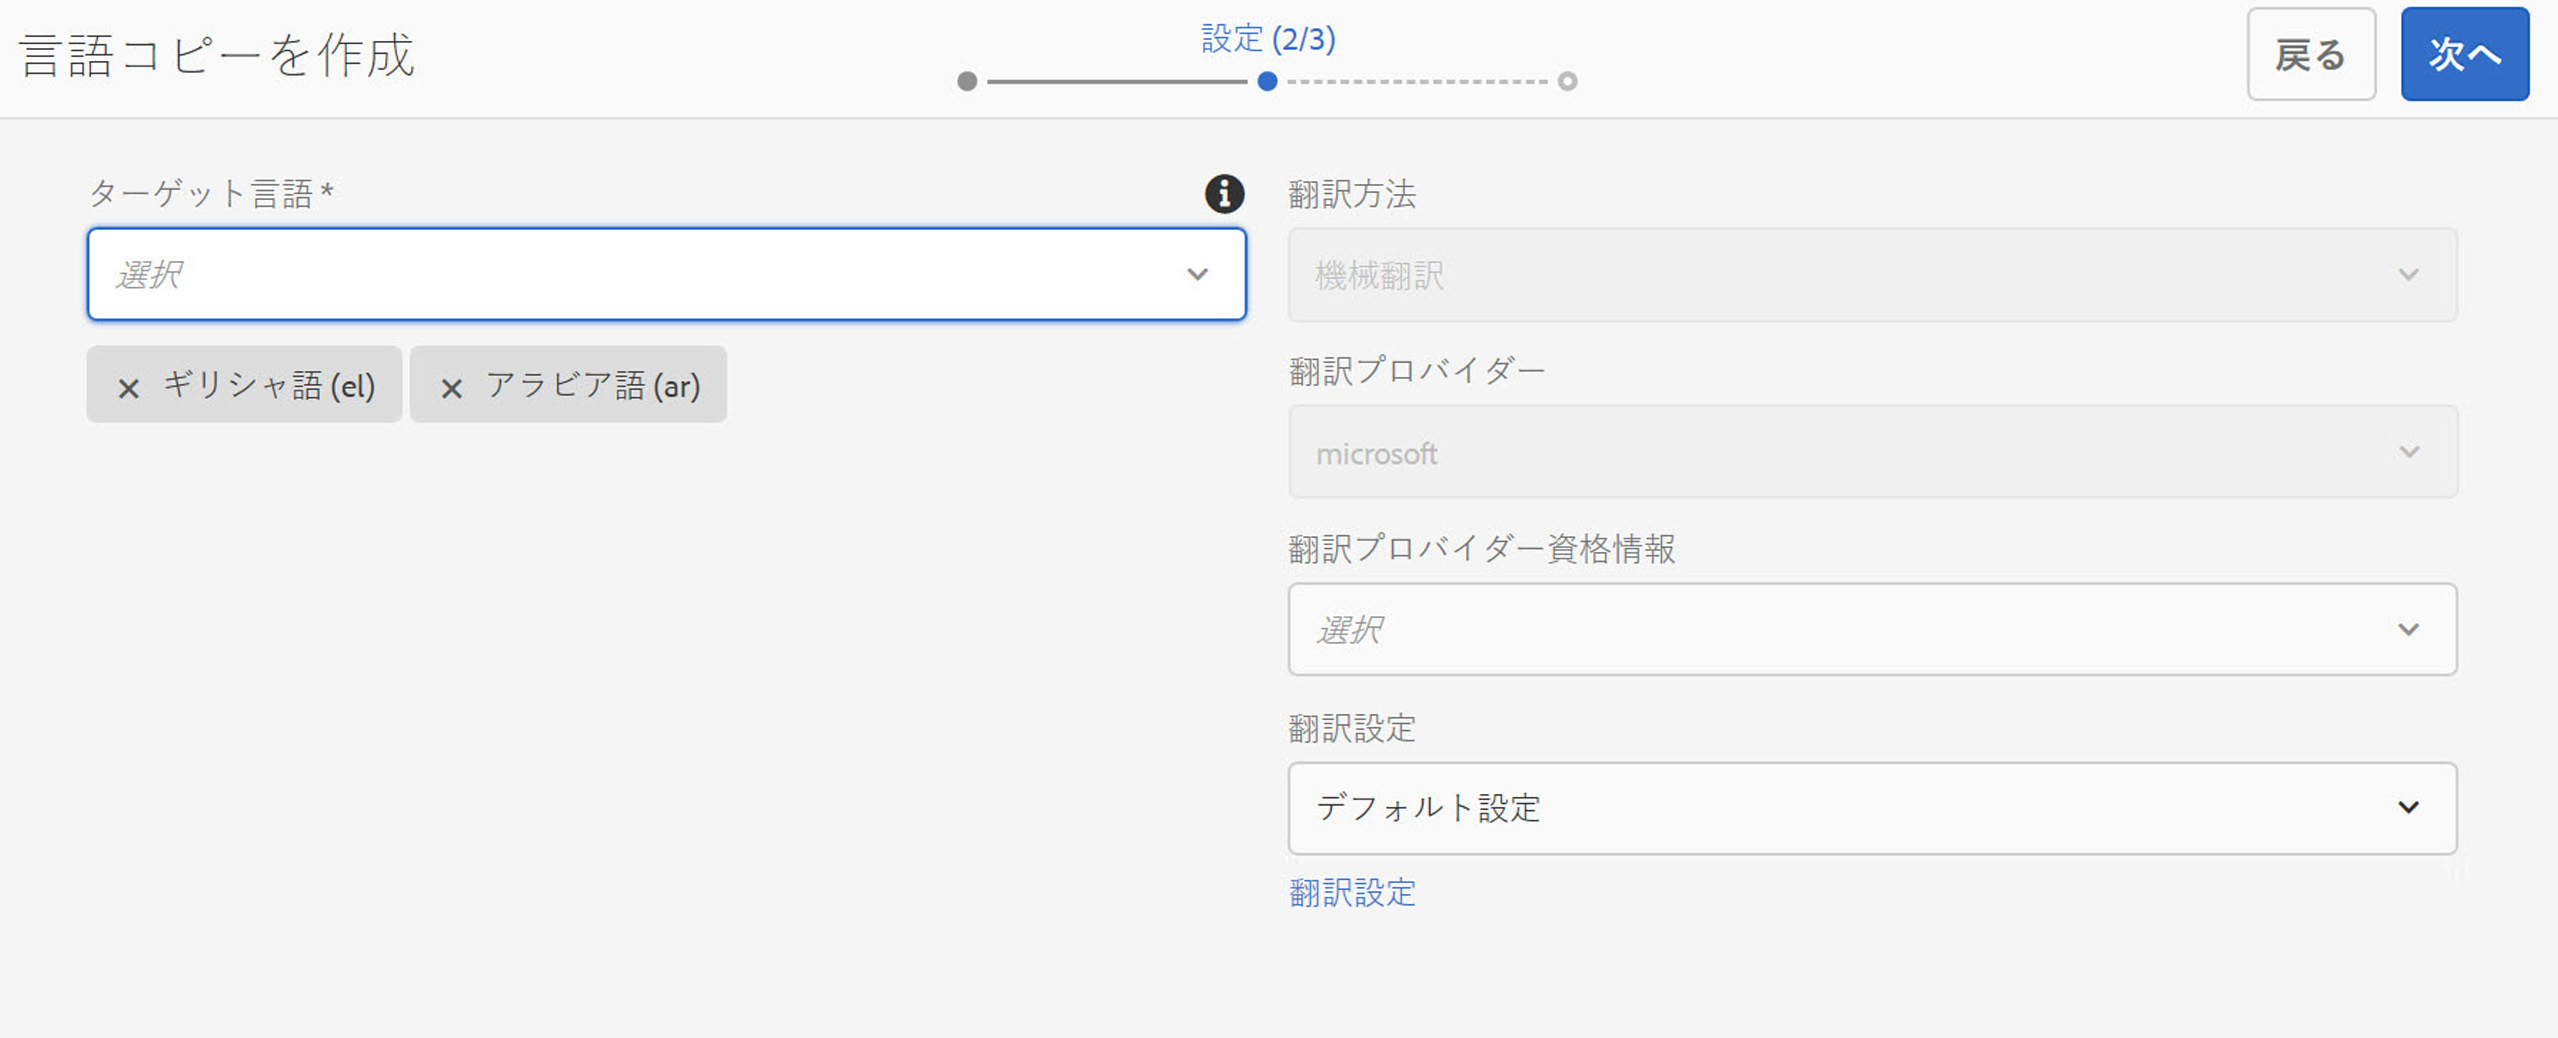 言語コピーを作成
設定 (2/3)
戻る
次へ
ターゲット言語 *
選択
ギリシャ語 (el)
アラビア語 (ar)
翻訳方法
機械翻訳
翻訳プロバイダー
microsoft
翻訳プロバイダー資格情報
選択
翻訳設定
デフォルト設定
翻訳設定